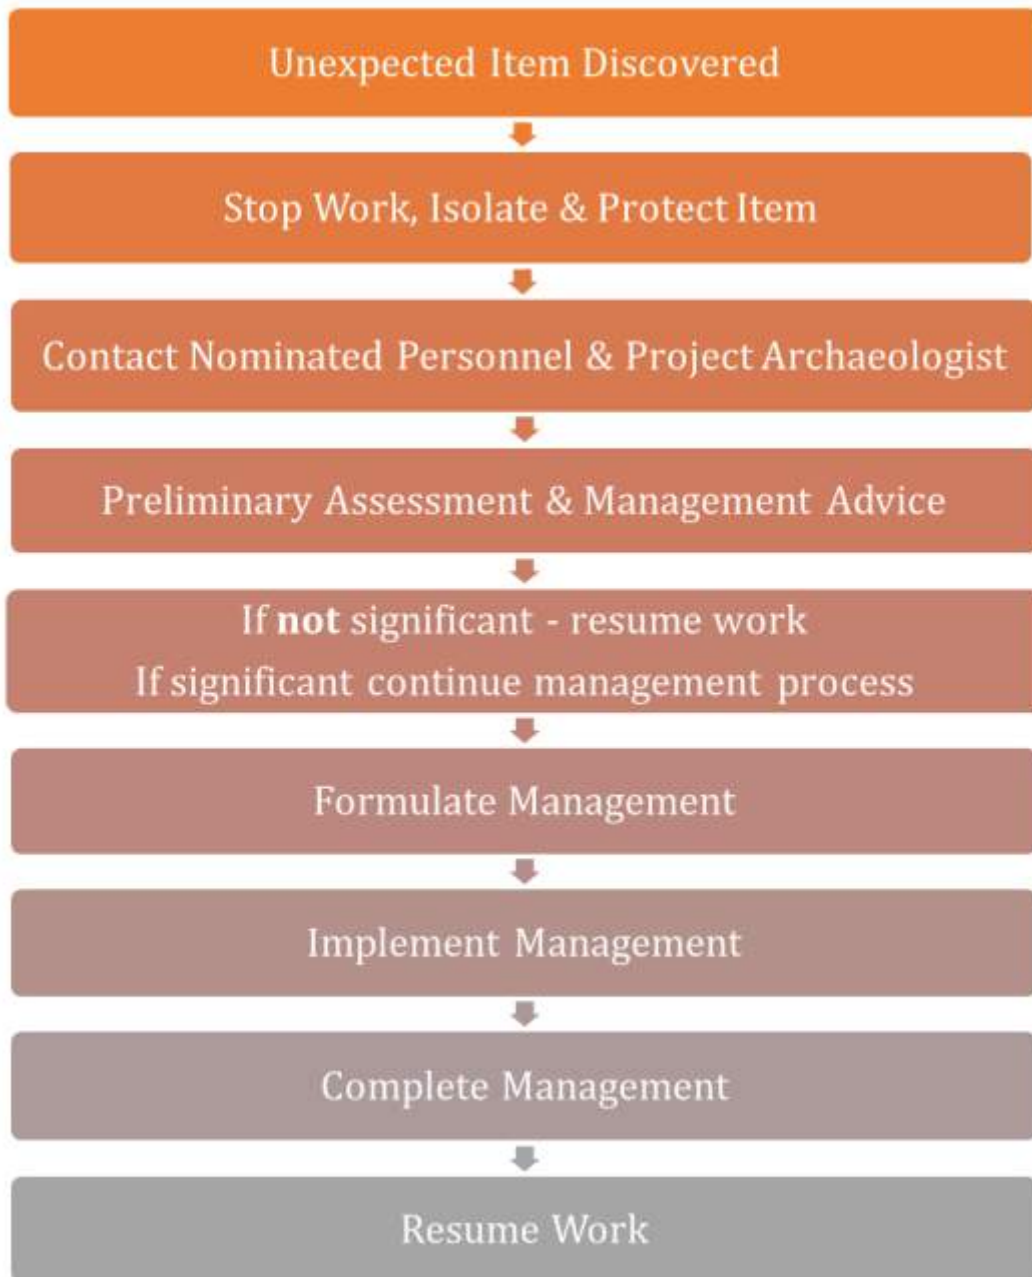 Unexpected Item Discovered
Stop Work, Isolate & Protect Item
Contact Nominated Personnel & Project Archaeologist
Preliminary Assessment & Management Advice
If not significant - resume work
If significant continue management process
Formulate Management
Implement Management
Complete Management
Resume Work